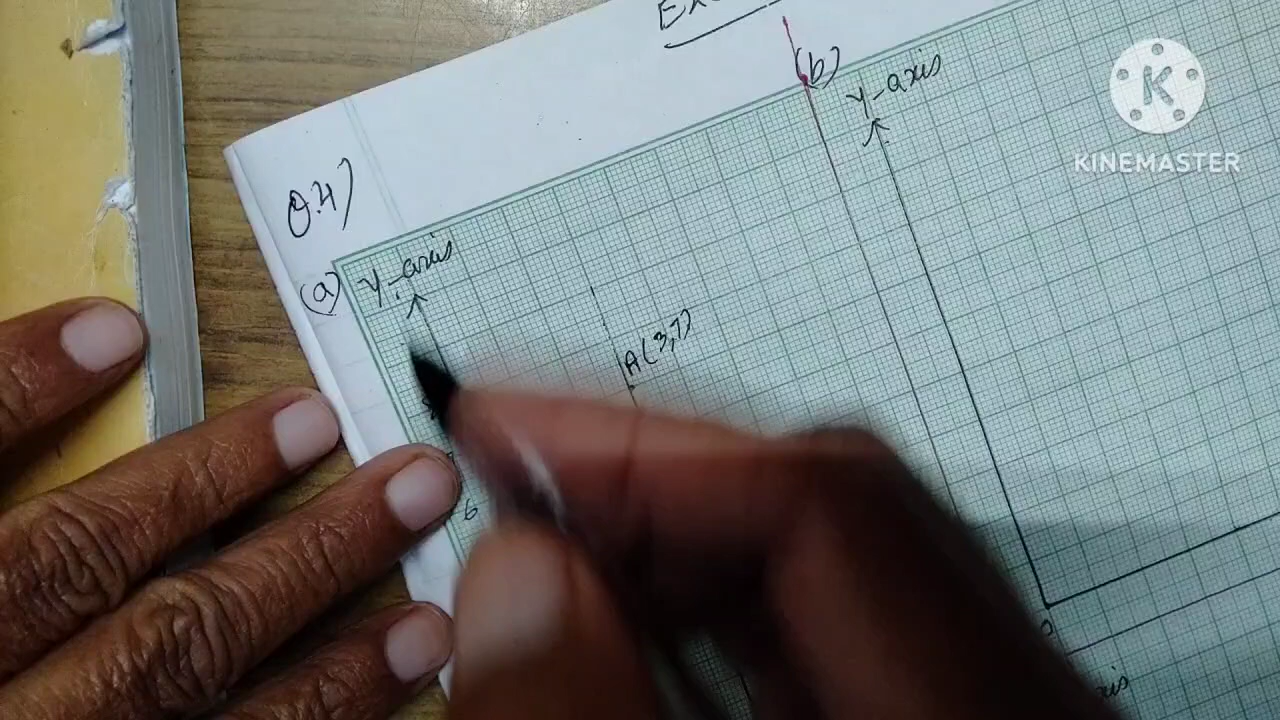 (b)
Y-axis
Q.4)
(a)
Y-axis
A(3,7)
6
KINEMASTER